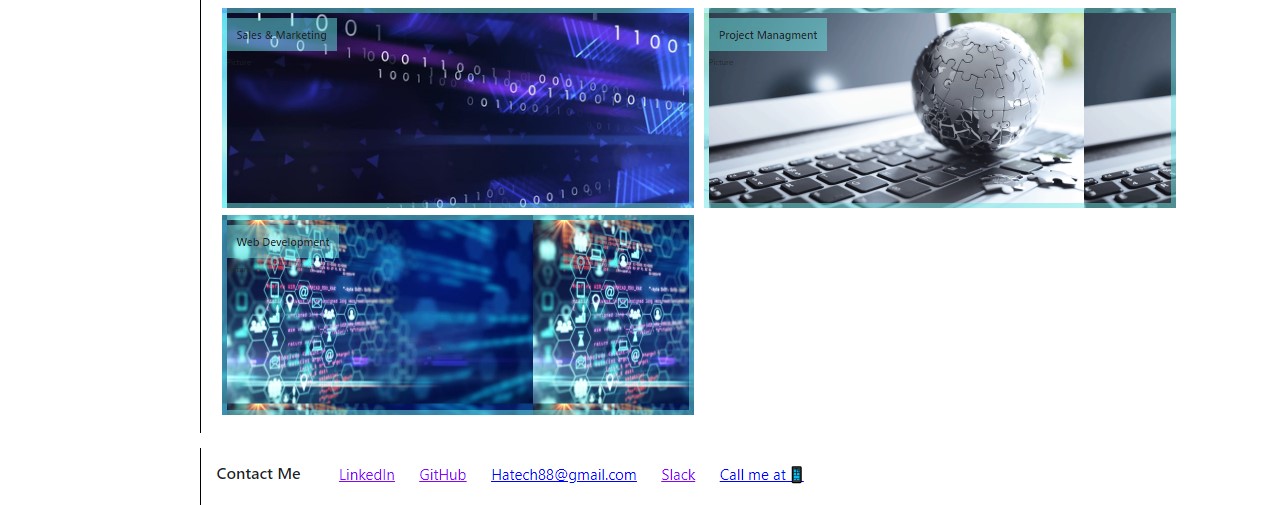 Sales & Marketing
Project Managment
Web Development
Contact Me LinkedIn GitHub Hatech88@gmail.com Slack Call me at